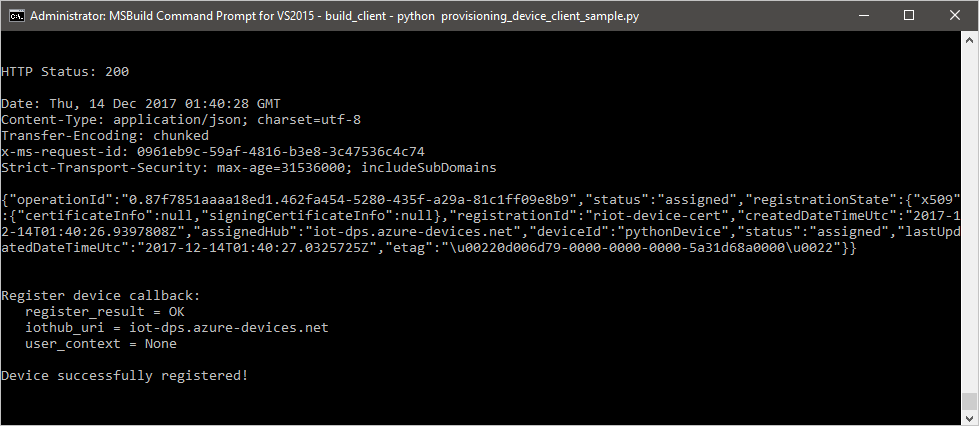 Administrator: MSBuild Command Prompt for VS2015 - build_client - python  provisioning_device_client_sample.py
HTTP Status: 200
Date: Thu, 14 Dec 2017 01:40:28 GMT
Content-Type: application/json; charset=utf-8
Transfer-Encoding: chunked
x-ms-request-id: 0961eb9c-59af-4816-b3e8-3c47536c4c74
Strict-Transport-Security: max-age=31536000; includeSubDomains
{"operationId":"0.87f7851aaaa18ed1.462fa454-5280-435f-a29a-81c1ff09e8b9","status":"assigned","registrationState":{"x509"
:{"certificateInfo":null,"signingCertificateInfo":null},"registrationId":"riot-device-cert","createdDateTimeUtc":"2017-1
2-14T01:40:26.9397808Z","assignedHub":"iot-dps.azure-devices.net","deviceId":"pythonDevice","status":"assigned","lastUpd
atedDateTimeUtc":"2017-12-14T01:40:27.0325725Z","etag":"\u00220d006d79-0000-0000-0000-5a31d68a0000\u0022"}}
Register device callback:
   register_result = OK
   iothub_uri = iot-dps.azure-devices.net
   user_context = None
Device successfully registered!